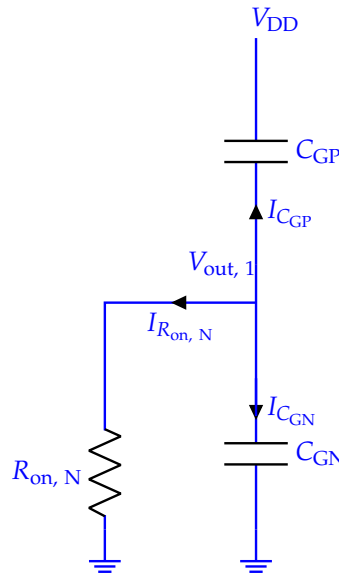 V_DD
C_GP
I_C_GP
V_out, 1
I_R_on, N
I_C_GN
C_GN
R_on, N